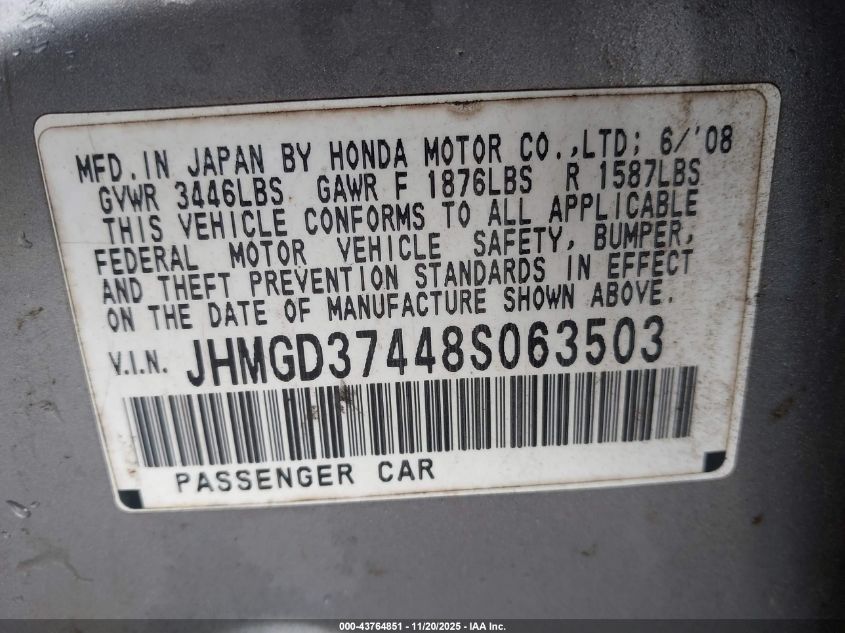 MFD.IN JAPAN BY HONDA MOTOR CO.,LTD; 6/'08
GVWR 3446LBS GAWR F 1876LBS R 1587LBS
THIS VEHICLE CONFORMS TO ALL APPLICABLE
FEDERAL MOTOR VEHICLE SAFETY, BUMPER,
AND THEFT PREVENTION STANDARDS IN EFFECT
ON THE DATE OF MANUFACTURE SHOWN ABOVE.
V.I.N. JHMGD37448S063503
PASSENGER CAR
000-43764851 - 11/20/2025 - IAA Inc.